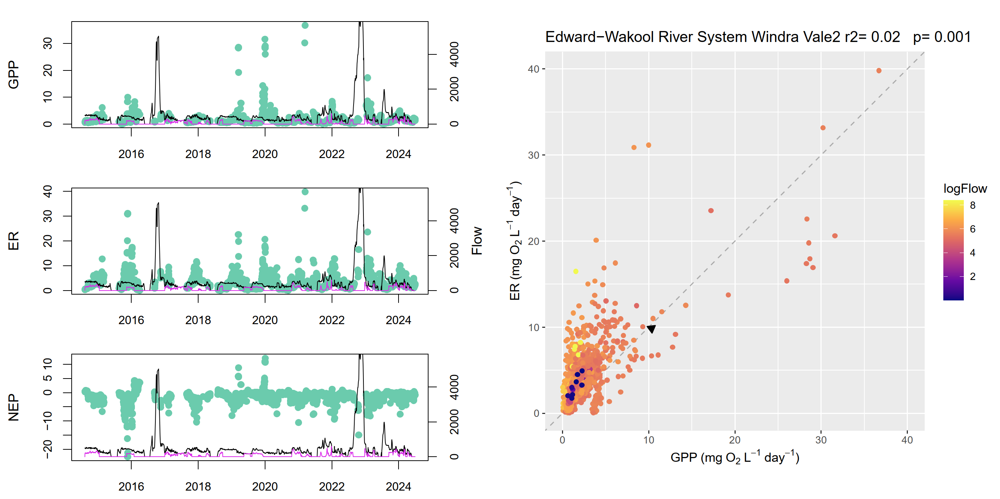 GPP
0 10 20 30
0 2000 4000
2016 2018 2020 2022 2024
ER
0 10 20 30 40
0 2000 4000
Flow
2016 2018 2020 2022 2024
NEP
−20 −10 0 5 10
0 2000 4000
2016 2018 2020 2022 2024
Edward−Wakool River System Windra Vale2 r2= 0.02 p= 0.001
ER (mg O₂ L⁻¹ day⁻¹)
40
30
20
10
0
0 10 20 30 40
GPP (mg O₂ L⁻¹ day⁻¹)
logFlow
8
6
4
2